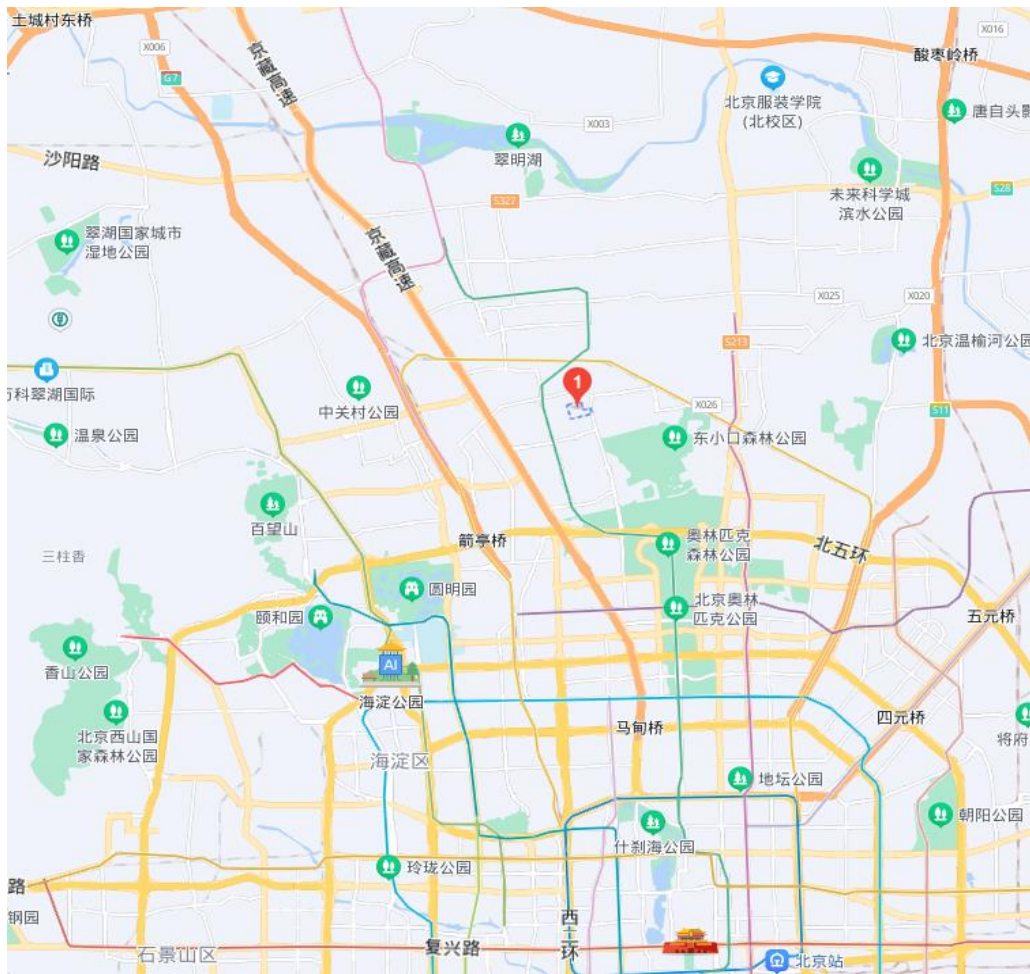 土城村东桥
X006
G7
京藏高速
X016
酸枣岭桥
北京服装学院
(北校区)
X003
唐自头
翠明湖
沙阳路
未来科学城
滨水公园
S28
S327
翠湖国家城市
湿地公园
京藏高速
X025
X020
S213
北京温榆河公园
科翠湖国际
中关村公园
1
X026
S11
温泉公园
东小口森林公园
百望山
箭亭桥
奥林匹克
森林公园
北五环
三柱香
圆明园
北京奥林
匹克公园
颐和园
五元桥
香山公园
AI
海淀公园
北京西山国
家森林公园
马甸桥
四元桥
将府
海淀区
地坛公园
朝阳公园
什刹海公园
玲珑公园
路
钢园
西二环
石景山区
复兴路
北京站